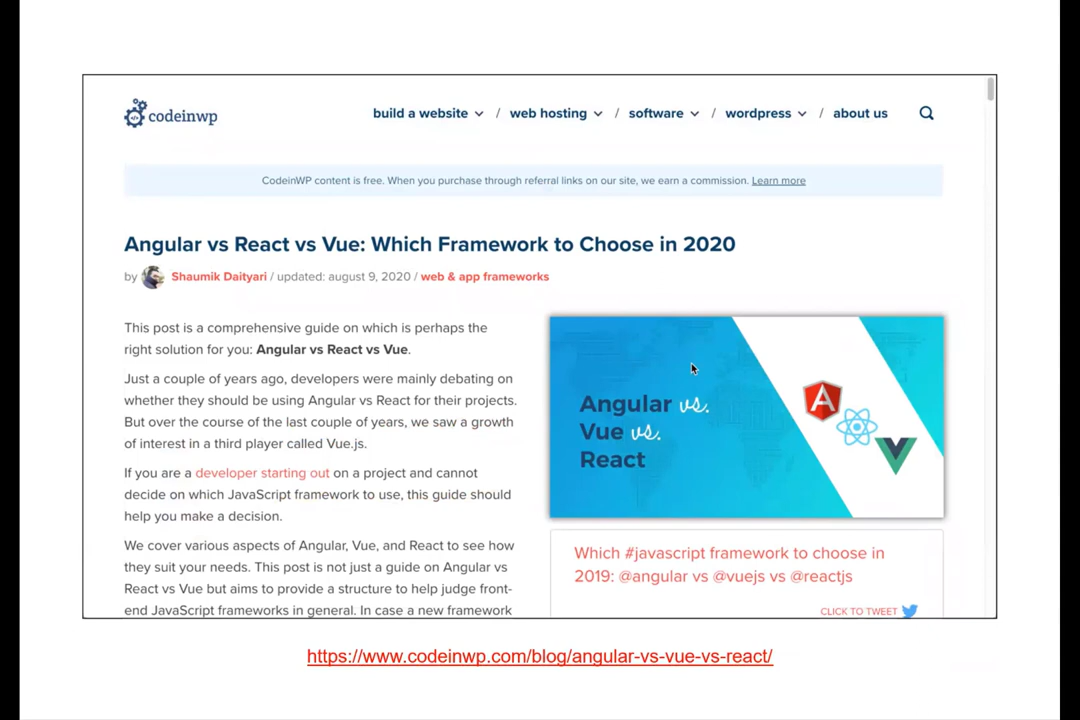 codeinwp
build a website / web hosting / software / wordpress / about us
CodeinWP content is free. When you purchase through referral links on our site, we earn a commission. Learn more
Angular vs React vs Vue: Which Framework to Choose in 2020
by Shaumik Daityari / updated: august 9, 2020 / web & app frameworks
This post is a comprehensive guide on which is perhaps the
right solution for you: Angular vs React vs Vue.
Just a couple of years ago, developers were mainly debating on
whether they should be using Angular vs React for their projects.
But over the course of the last couple of years, we saw a growth
of interest in a third player called Vue.js.
If you are a developer starting out on a project and cannot
decide on which JavaScript framework to use, this guide should
help you make a decision.
We cover various aspects of Angular, Vue, and React to see how
they suit your needs. This post is not just a guide on Angular vs
React vs Vue but aims to provide a structure to help judge front-
end JavaScript frameworks in general. In case a new framework
Angular vs.
Vue vs.
React
A
Which #javascript framework to choose in
2019: @angular vs @vuejs vs @reactjs
CLICK TO TWEET
https://www.codeinwp.com/blog/angular-vs-vue-vs-react/